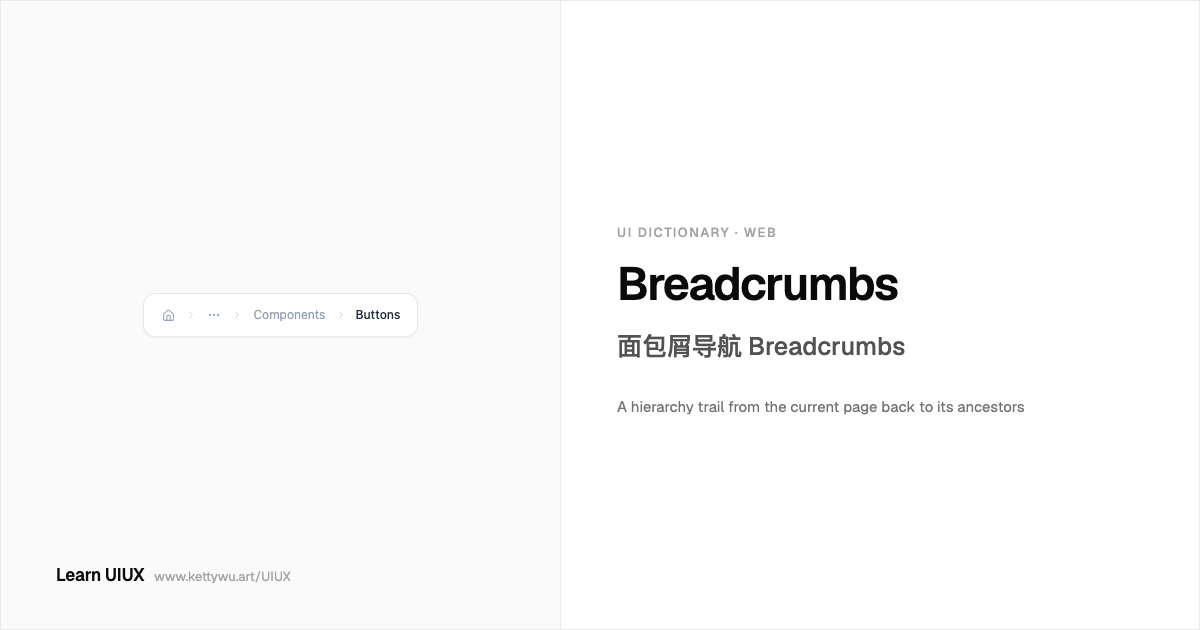 ··· Components Buttons
Learn UIUX www.kettywu.art/UIUX
UI DICTIONARY · WEB
Breadcrumbs
面包屑导航 Breadcrumbs
A hierarchy trail from the current page back to its ancestors